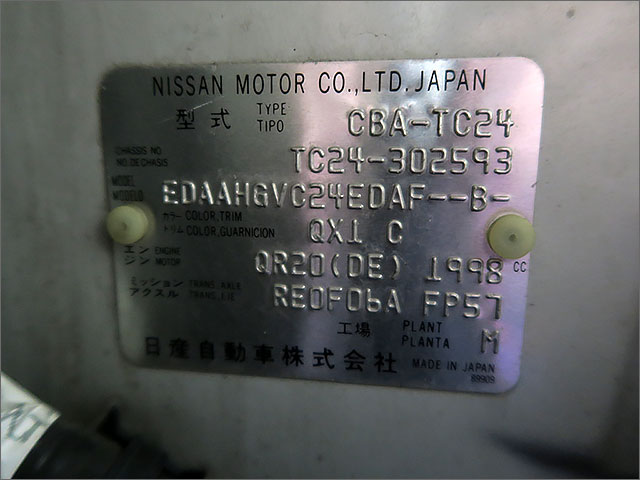 NISSAN MOTOR CO.,LTD. JAPAN
型式 TYPE TIPO CBA-TC24
CHASSIS NO
NO.DE CHASIS TC24-302593
MODEL
MODELO EDAAHGVC24EDAF--B-
カラー COLOR,TRIM
トリム COLOR,GUARNICION QX1 C
エン ENGINE
ジン MOTOR QR20(DE) 1998 CC
ミッション TRANS. AXLE
アクスル TRANS. EJE RE0F06A FP57
工場 PLANT PLANTA M
日産自動車株式会社 MADE IN JAPAN
89909